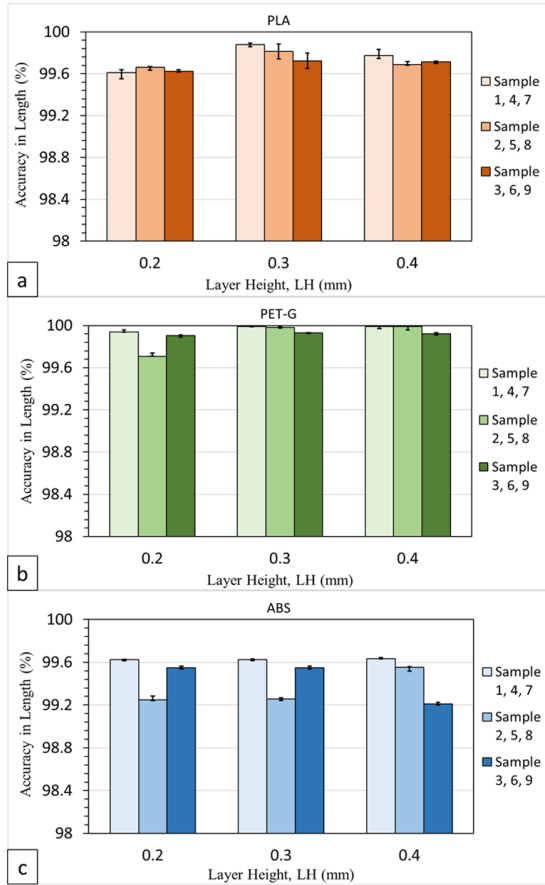 PLA
Accuracy in Length (%)
100
99.6
99.2
98.8
98.4
98
0.2
0.3
0.4
Layer Height, LH (mm)
Sample
1, 4, 7
Sample
2, 5, 8
Sample
3, 6, 9
a
PET-G
Accuracy in Length (%)
100
99.6
99.2
98.8
98.4
98
0.2
0.3
0.4
Layer Height, LH (mm)
Sample
1, 4, 7
Sample
2, 5, 8
Sample
3, 6, 9
b
ABS
Accuracy in Length (%)
100
99.6
99.2
98.8
98.4
98
0.2
0.3
0.4
Layer Height, LH (mm)
Sample
1, 4, 7
Sample
2, 5, 8
Sample
3, 6, 9
c